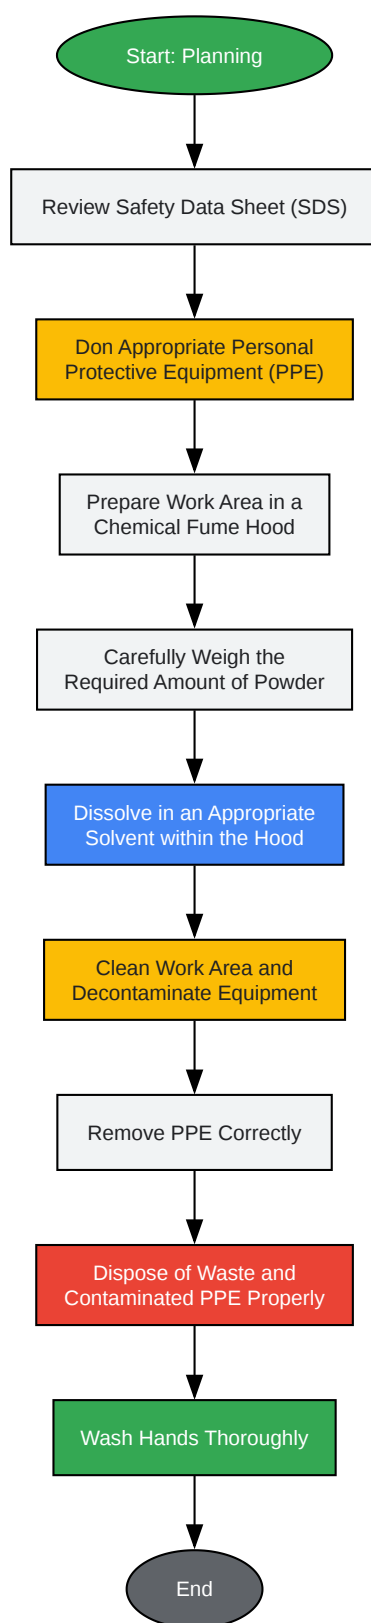 Start: Planning
Review Safety Data Sheet (SDS)
Don Appropriate Personal
Protective Equipment (PPE)
Prepare Work Area in a
Chemical Fume Hood
Carefully Weigh the
Required Amount of Powder
Dissolve in an Appropriate
Solvent within the Hood
Clean Work Area and
Decontaminate Equipment
Remove PPE Correctly
Dispose of Waste and
Contaminated PPE Properly
Wash Hands Thoroughly
End